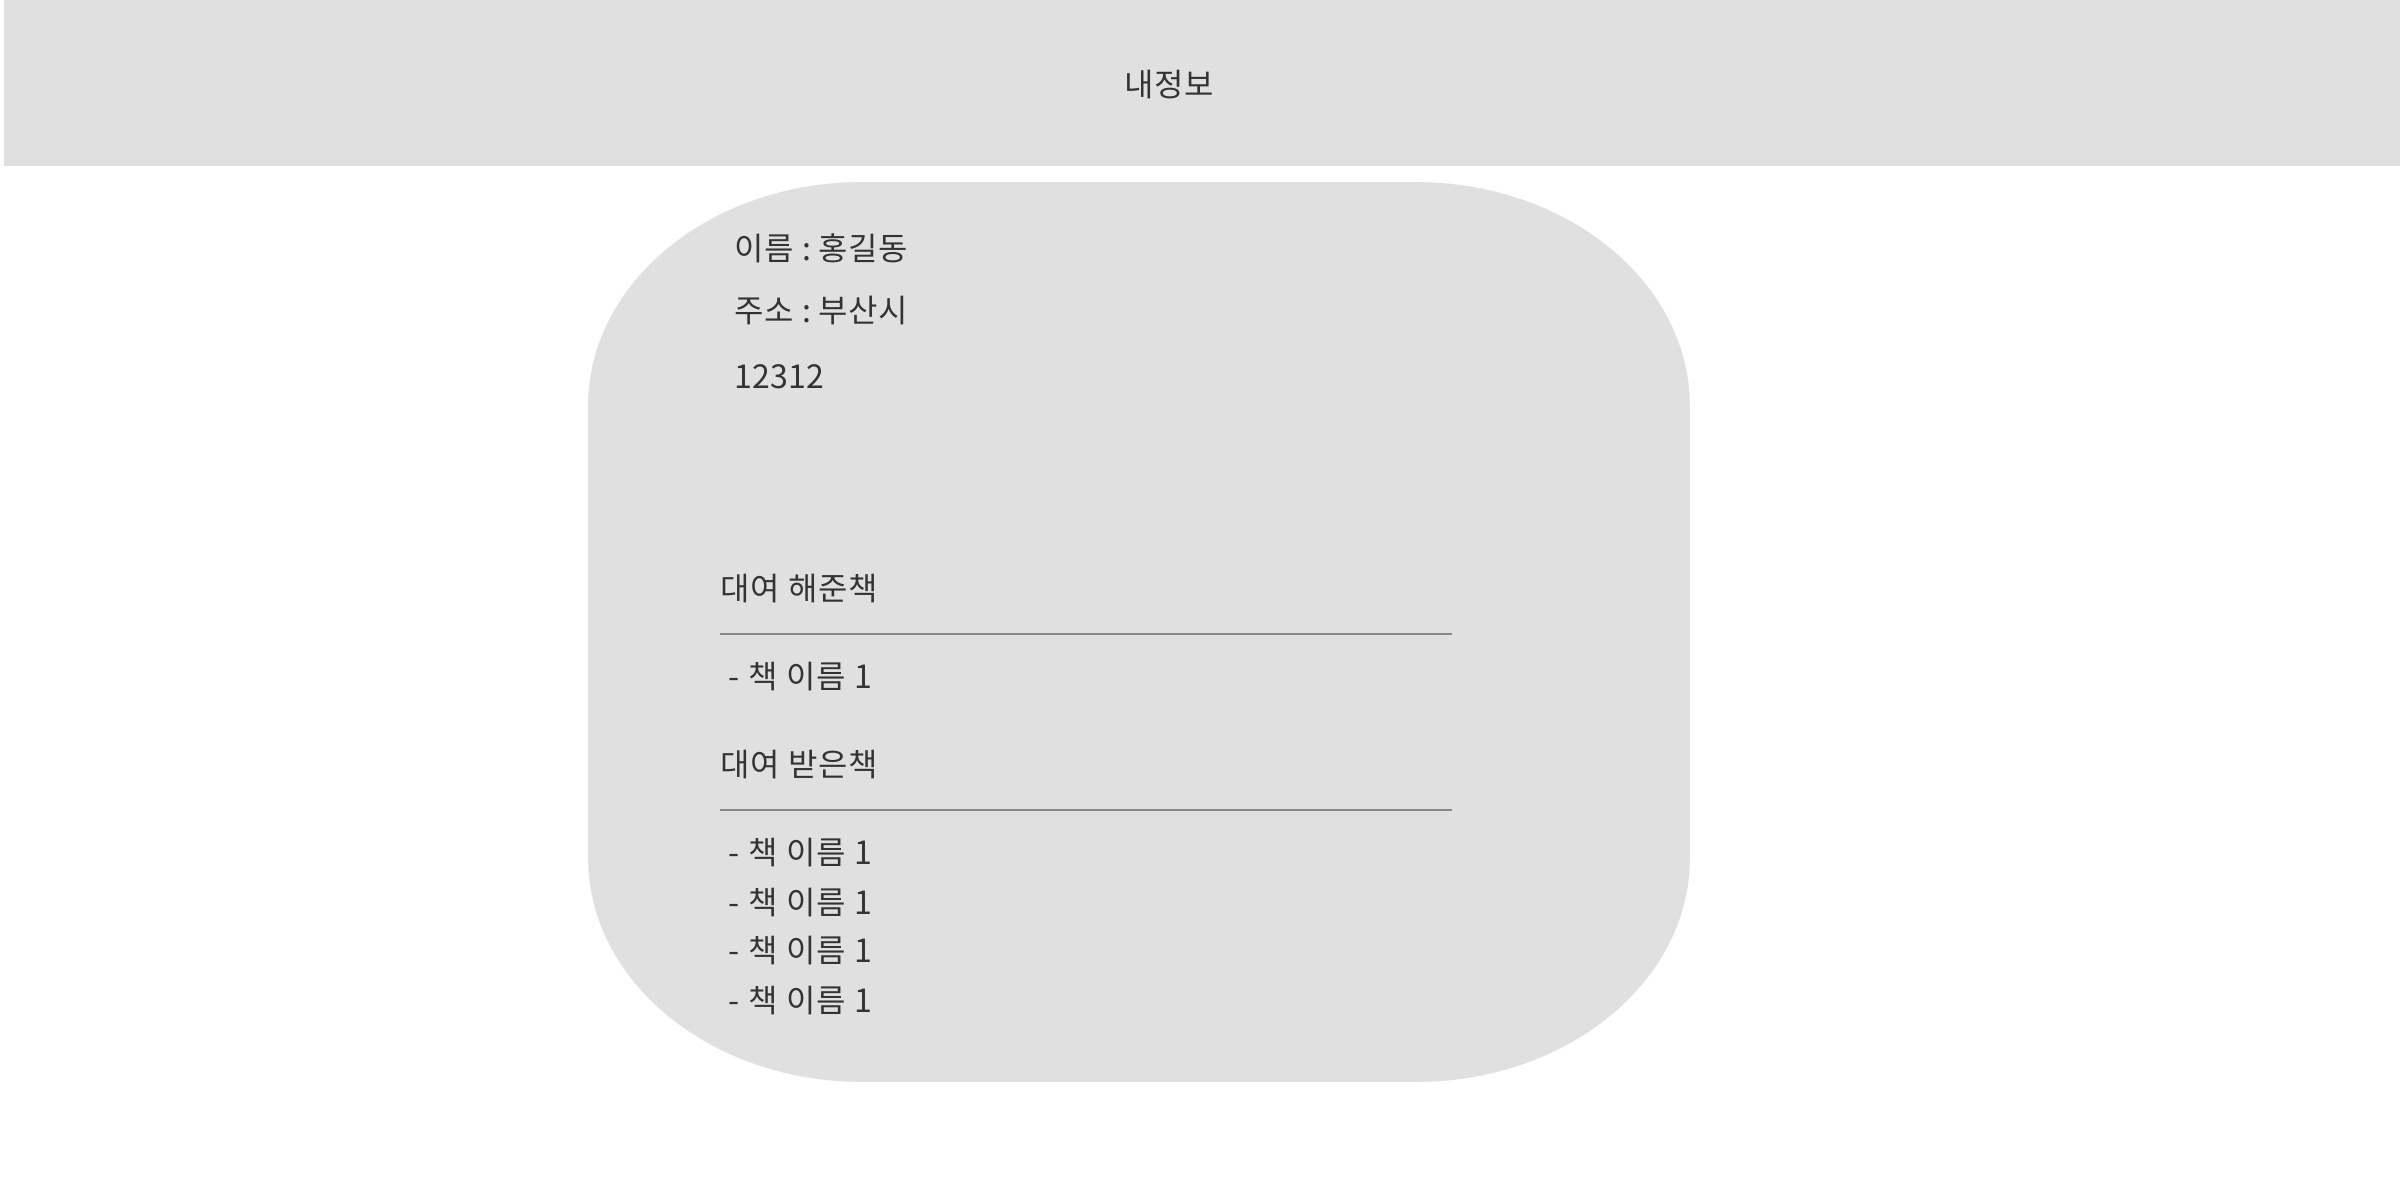 내정보
이름 : 홍길동
주소 : 부산시
12312
대여 해준책
- 책 이름 1
대여 받은책
- 책 이름 1
- 책 이름 1
- 책 이름 1
- 책 이름 1